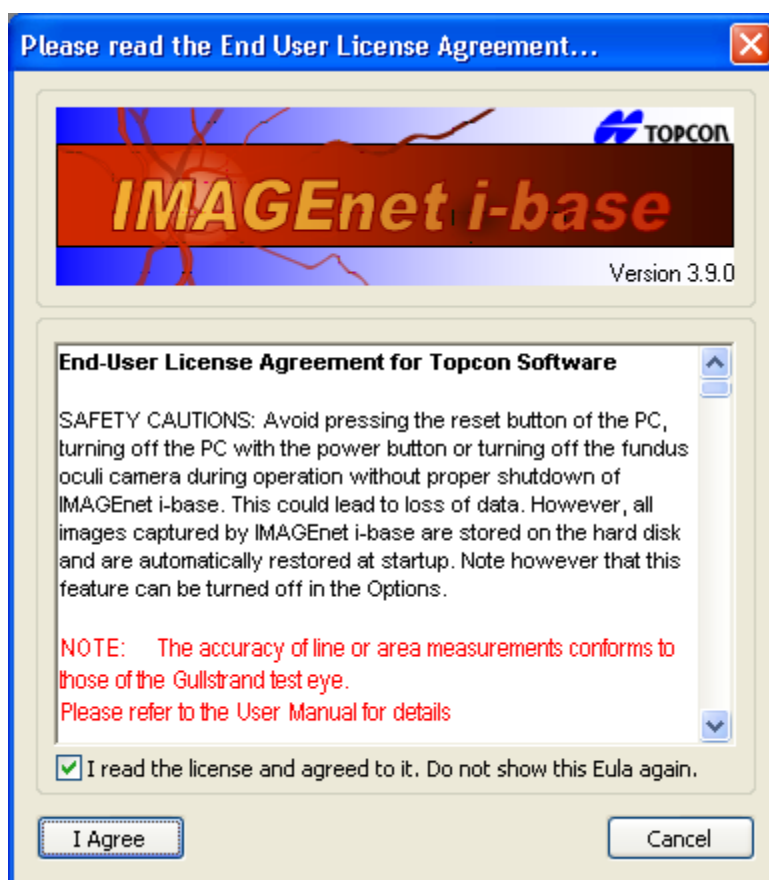 Please read the End User License Agreement...
TOPCON
IMAGEnet i-base
Version 3.9.0
End-User License Agreement for Topcon Software
SAFETY CAUTIONS: Avoid pressing the reset button of the PC,
turning off the PC with the power button or turning off the fundus
oculi camera during operation without proper shutdown of
IMAGEnet i-base. This could lead to loss of data. However, all
images captured by IMAGEnet i-base are stored on the hard disk
and are automatically restored at startup. Note however that this
feature can be turned off in the Options.
NOTE: The accuracy of line or area measurements conforms to
those of the Gullstrand test eye.
Please refer to the User Manual for details
I read the license and agreed to it. Do not show this Eula again.
I Agree
Cancel